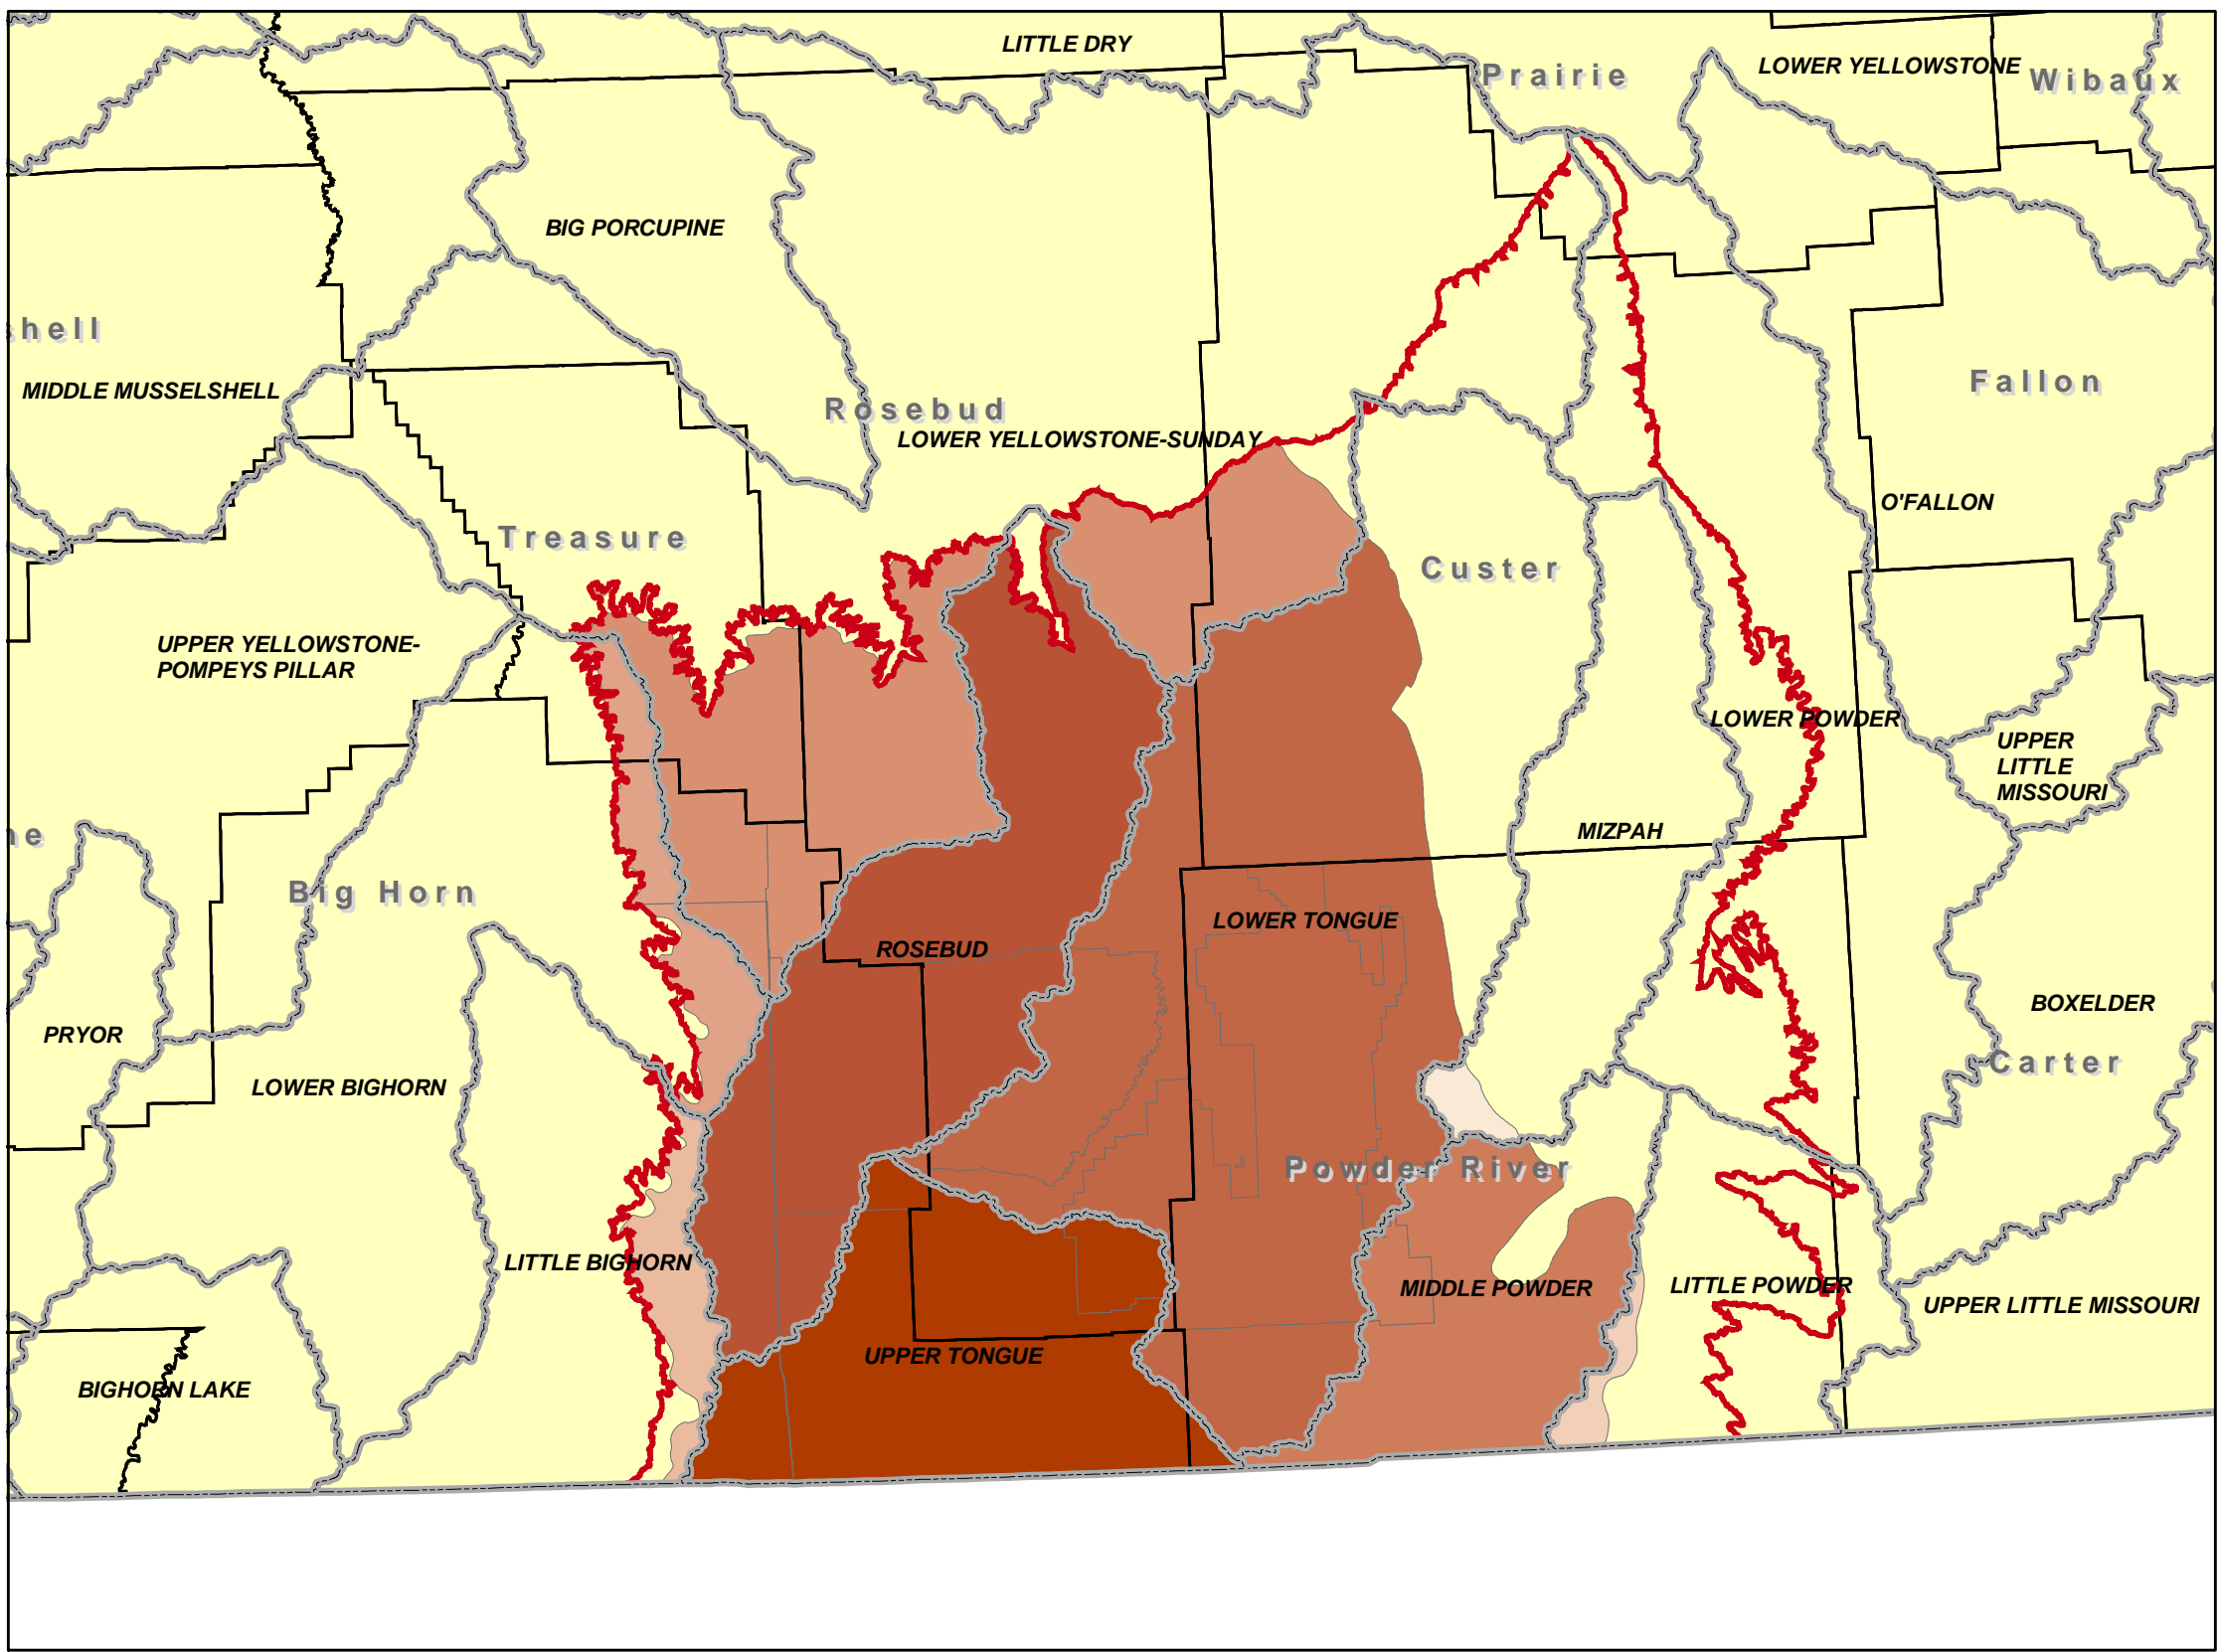 LITTLE DRY
Prairie
LOWER YELLOWSTONE
Wibaux
BIG PORCUPINE
shell
MIDDLE MUSSELSHELL
Rosebud
LOWER YELLOWSTONE-SUNDAY
Fallon
O'FALLON
Treasure
Custer
UPPER YELLOWSTONE-
POMPEYS PILLAR
LOWER POWDER
UPPER
LITTLE
MISSOURI
ne
MIZPAH
Big Horn
LOWER TONGUE
ROSEBUD
BOXELDER
PRYOR
Carter
LOWER BIGHORN
Powder River
LITTLE BIGHORN
MIDDLE POWDER
LITTLE POWDER
UPPER LITTLE MISSOURI
UPPER TONGUE
BIGHORN LAKE